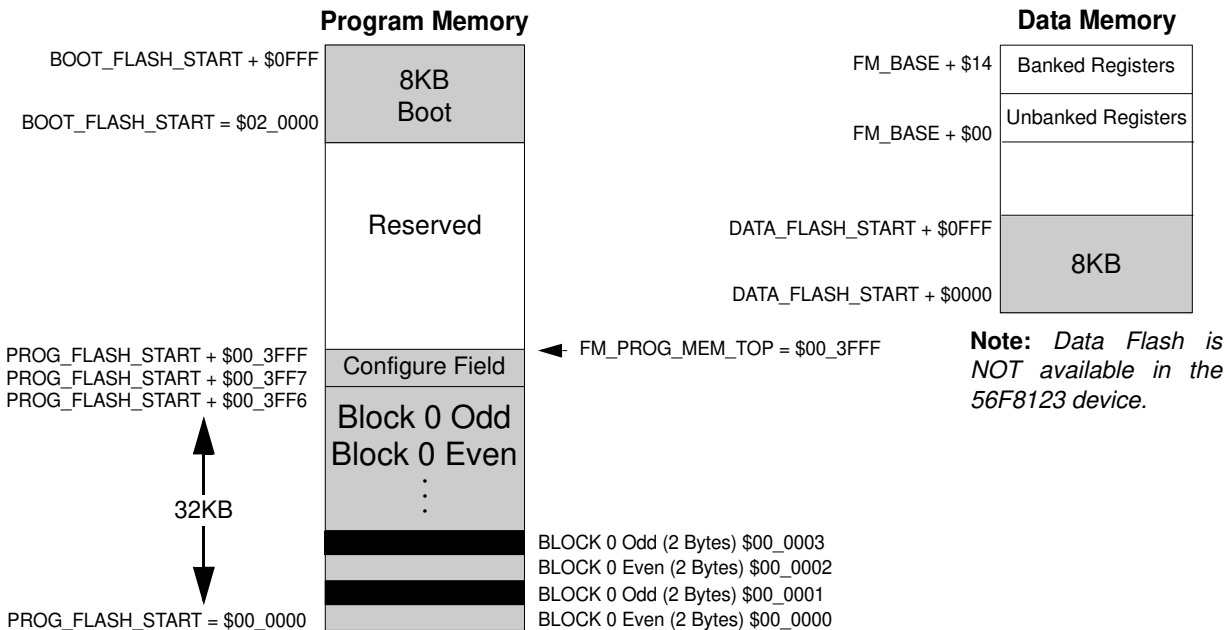 Program Memory
BOOT_FLASH_START + $0FFF
BOOT_FLASH_START = $02_0000
8KB
Boot
Reserved
PROG_FLASH_START + $00_3FFF
PROG_FLASH_START + $00_3FF7
PROG_FLASH_START + $00_3FF6
Configure Field
FM_PROG_MEM_TOP = $00_3FFF
Block 0 Odd
Block 0 Even
32KB
BLOCK 0 Odd (2 Bytes) $00_0003
BLOCK 0 Even (2 Bytes) $00_0002
BLOCK 0 Odd (2 Bytes) $00_0001
BLOCK 0 Even (2 Bytes) $00_0000
PROG_FLASH_START = $00_0000
Data Memory
FM_BASE + $14
Banked Registers
Unbanked Registers
FM_BASE + $00
DATA_FLASH_START + $0FFF
8KB
DATA_FLASH_START + $0000
Note: Data Flash is
NOT available in the
56F8123 device.